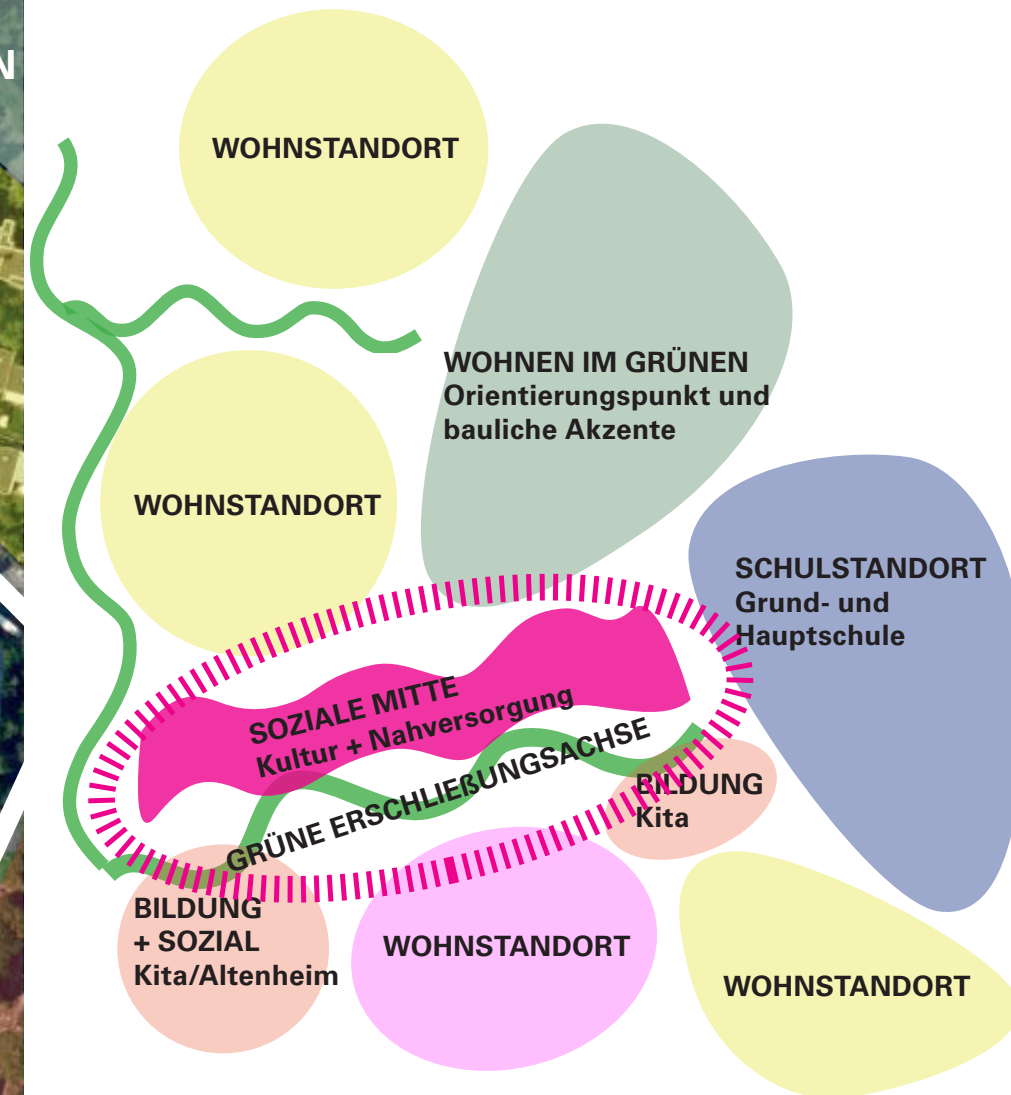 N
WOHNSTANDORT
WOHNEN IM GRÜNEN
Orientierungspunkt und
bauliche Akzente
WOHNSTANDORT
SCHULSTANDORT
Grund- und
Hauptschule
SOZIALE MITTE
Kultur + Nahversorgung
GRÜNE ERSCHLIEßUNGSACHSE
BILDUNG
Kita
BILDUNG
+ SOZIAL
Kita/Altenheim
WOHNSTANDORT
WOHNSTANDORT